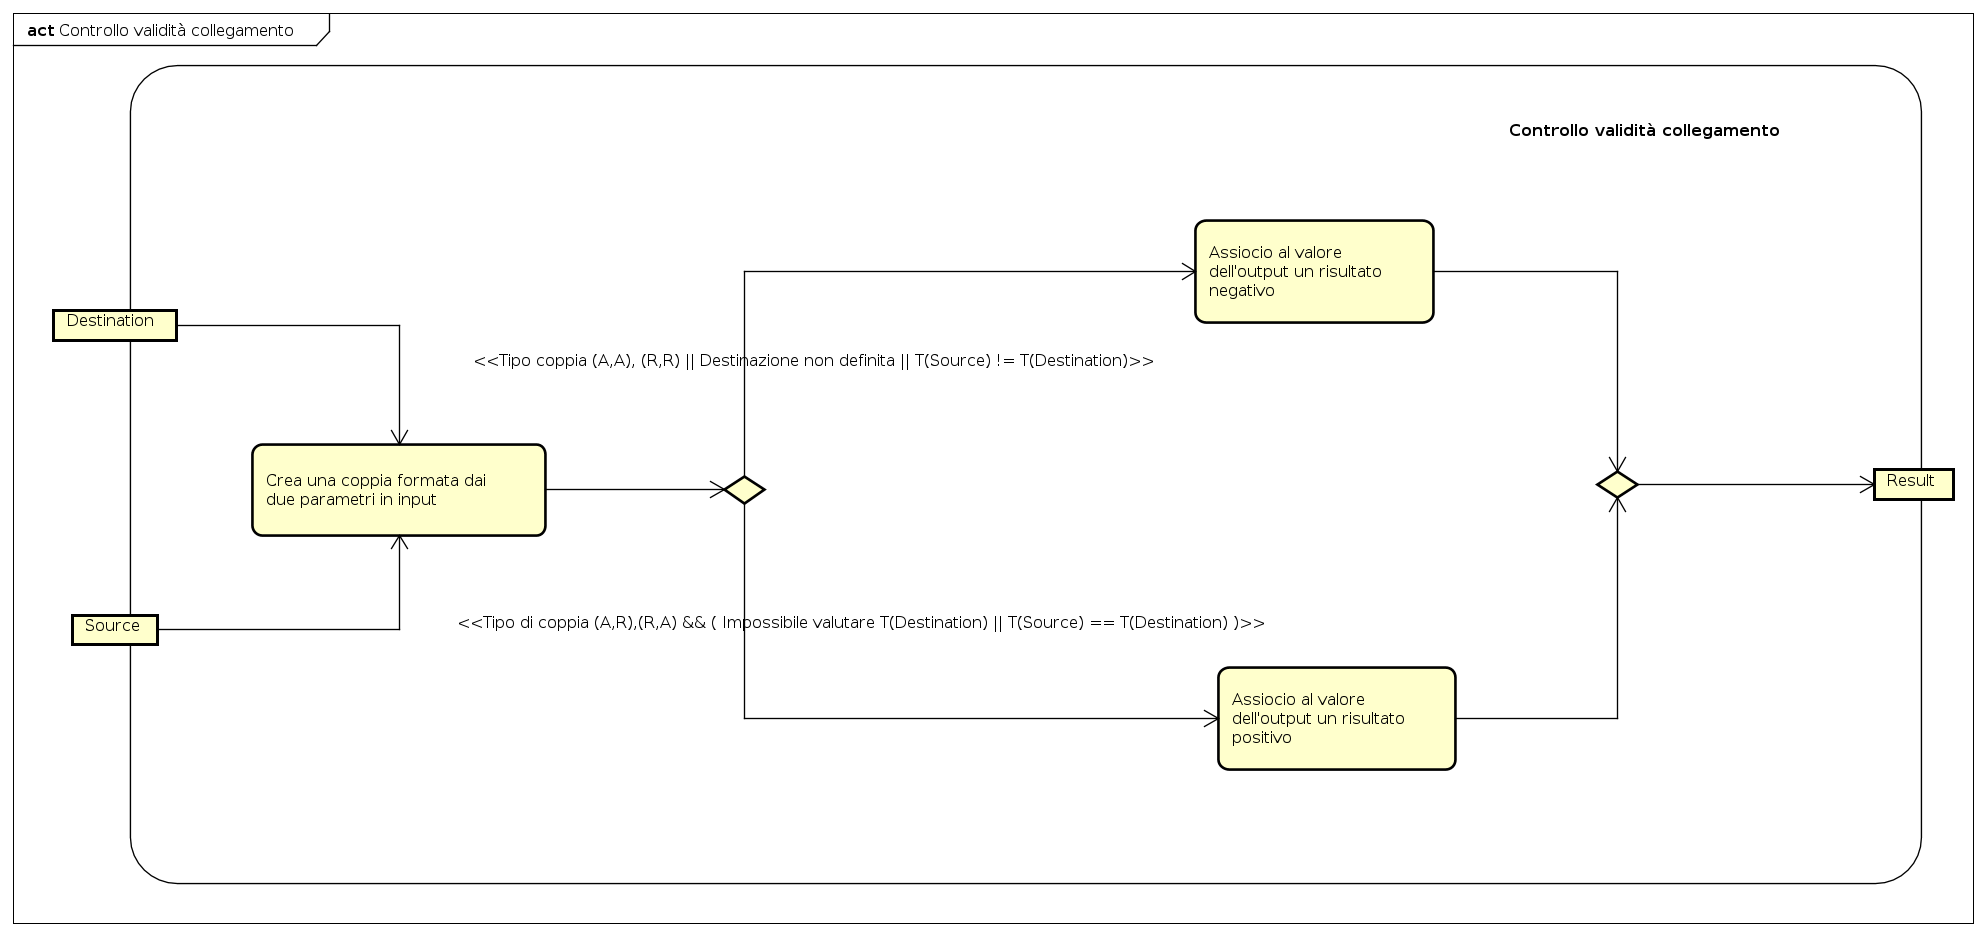 act Controllo validità collegamento
Controllo validità collegamento
Assiocio al valore
dell'output un risultato
negativo
Destination
<<Tipo coppia (A,A), (R,R) || Destinazione non definita || T(Source) != T(Destination)>>
Crea una coppia formata dai
due parametri in input
Result
Source
<<Tipo di coppia (A,R),(R,A) && ( Impossibile valutare T(Destination) || T(Source) == T(Destination) )>>
Assiocio al valore
dell'output un risultato
positivo